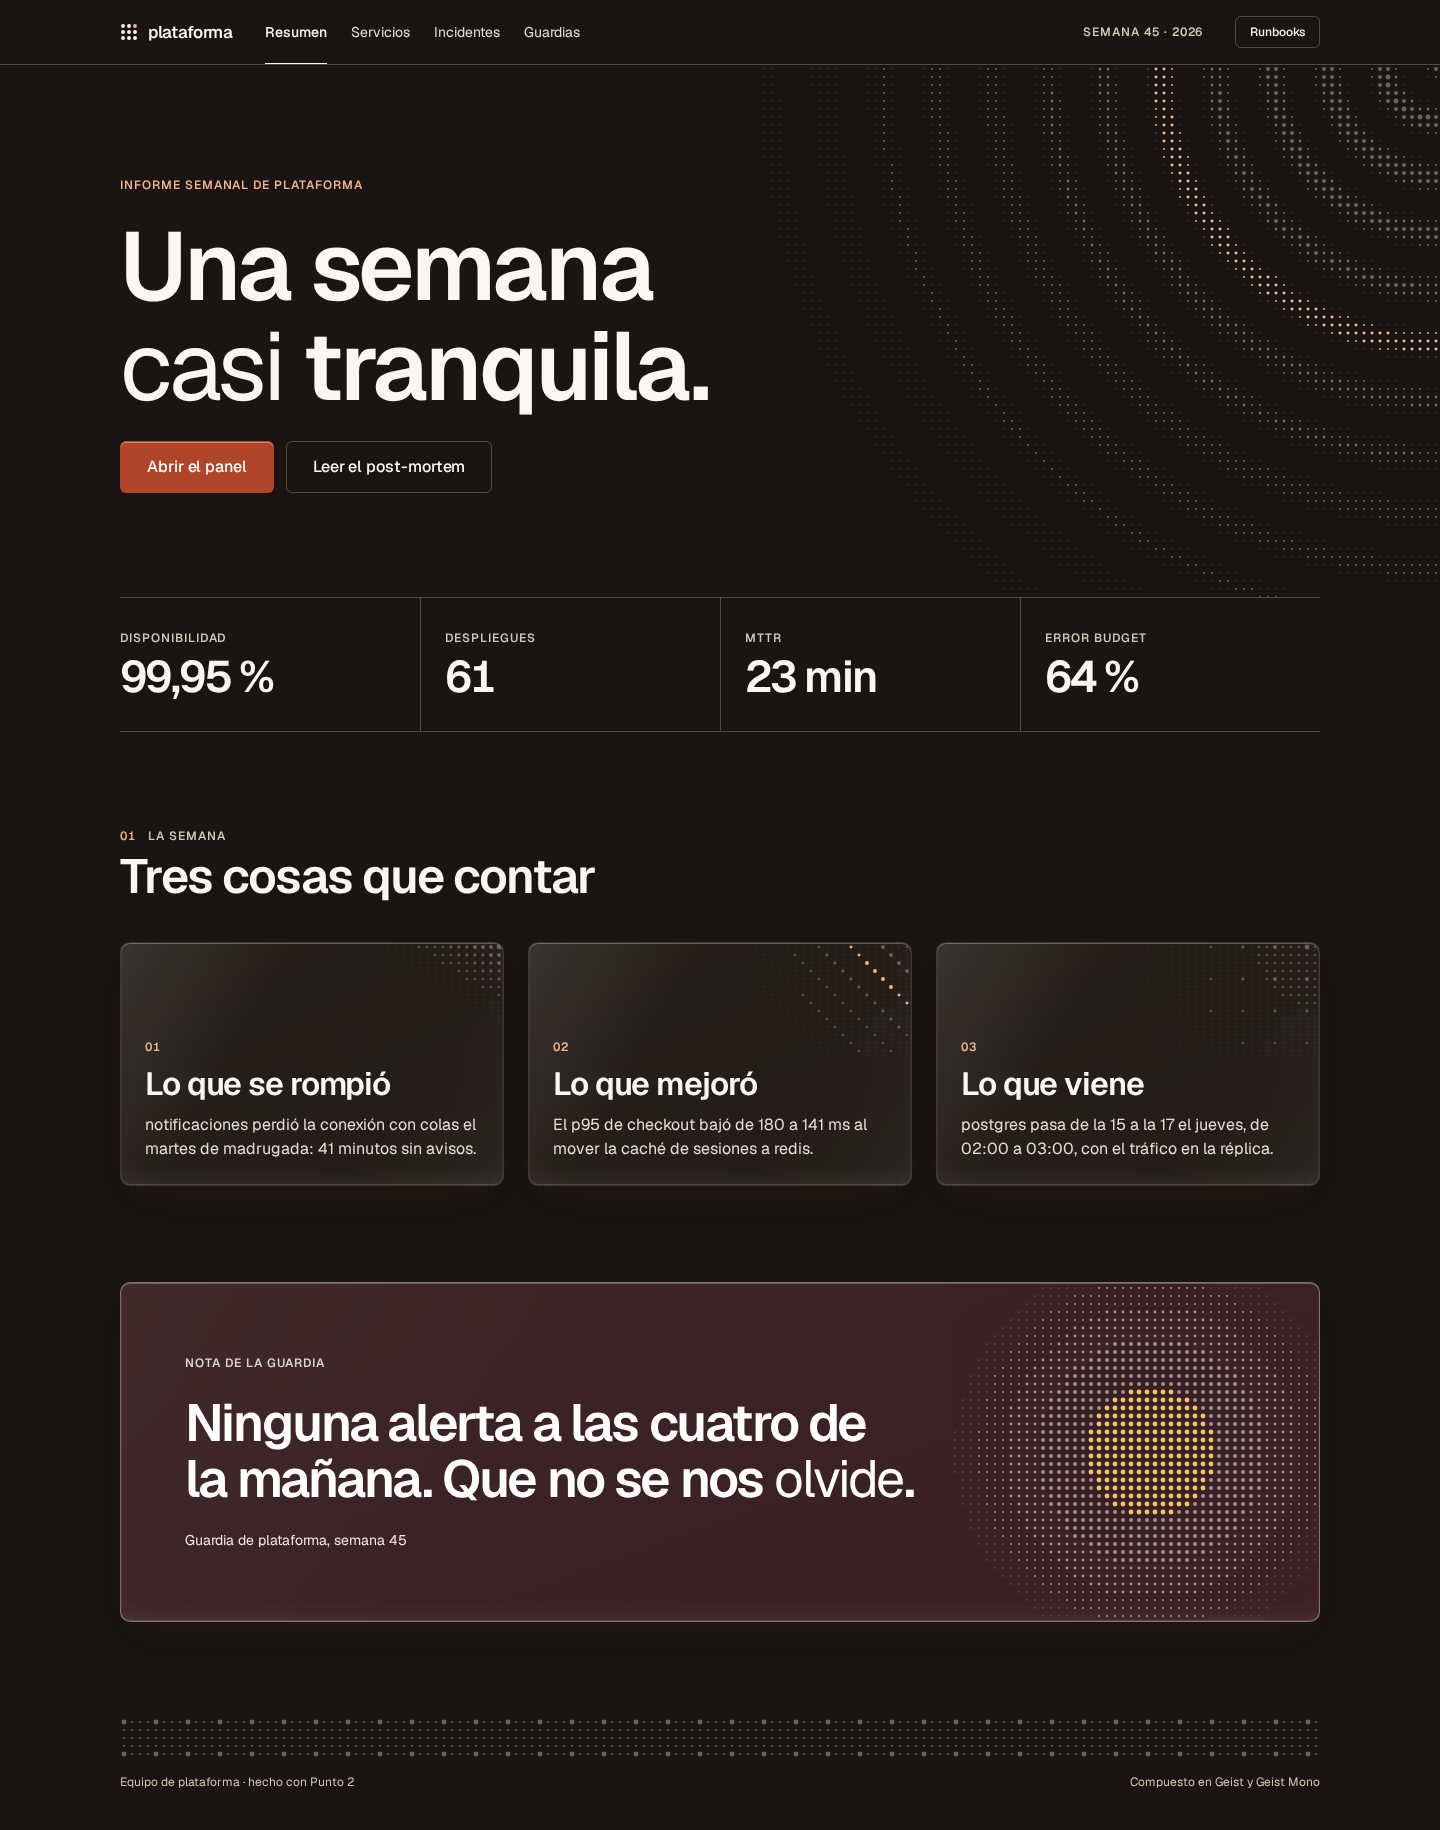 plataforma
Resumen
Servicios
Incidentes
Guardias
SEMANA 45 · 2026
Runbooks
INFORME SEMANAL DE PLATAFORMA
Una semana
casi tranquila.
Abrir el panel
Leer el post-mortem
DISPONIBILIDAD
99,95 %
DESPLIEGUES
61
MTTR
23 min
ERROR BUDGET
64 %
01 LA SEMANA
Tres cosas que contar
01
Lo que se rompió
notificaciones perdió la conexión con colas el
martes de madrugada: 41 minutos sin avisos.
02
Lo que mejoró
El p95 de checkout bajó de 180 a 141 ms al
mover la caché de sesiones a redis.
03
Lo que viene
postgres pasa de la 15 a la 17 el jueves, de
02:00 a 03:00, con el tráfico en la réplica.
NOTA DE LA GUARDIA
Ninguna alerta a las cuatro de
la mañana. Que no se nos olvide.
Guardia de plataforma, semana 45
Equipo de plataforma · hecho con Punto 2
Compuesto en Geist y Geist Mono